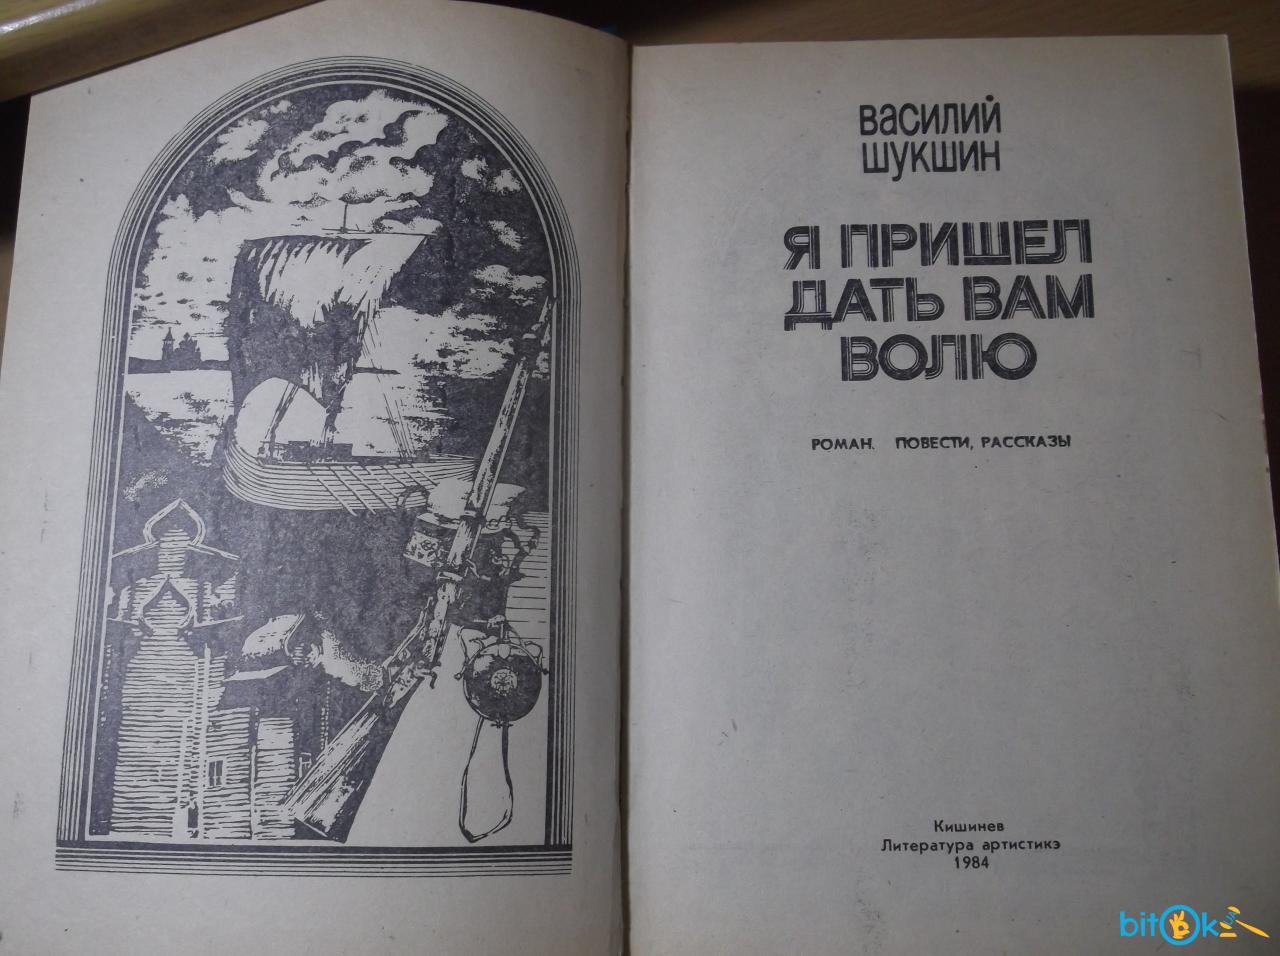 ВАСИЛИЙ
ШУКШИН
Я ПРИШЕЛ
ДАТЬ ВАМ
ВОЛЮ
РОМАН. ПОВЕСТИ, РАССКАЗЫ
Кишинев
Литература артистикэ
1984
bitOk